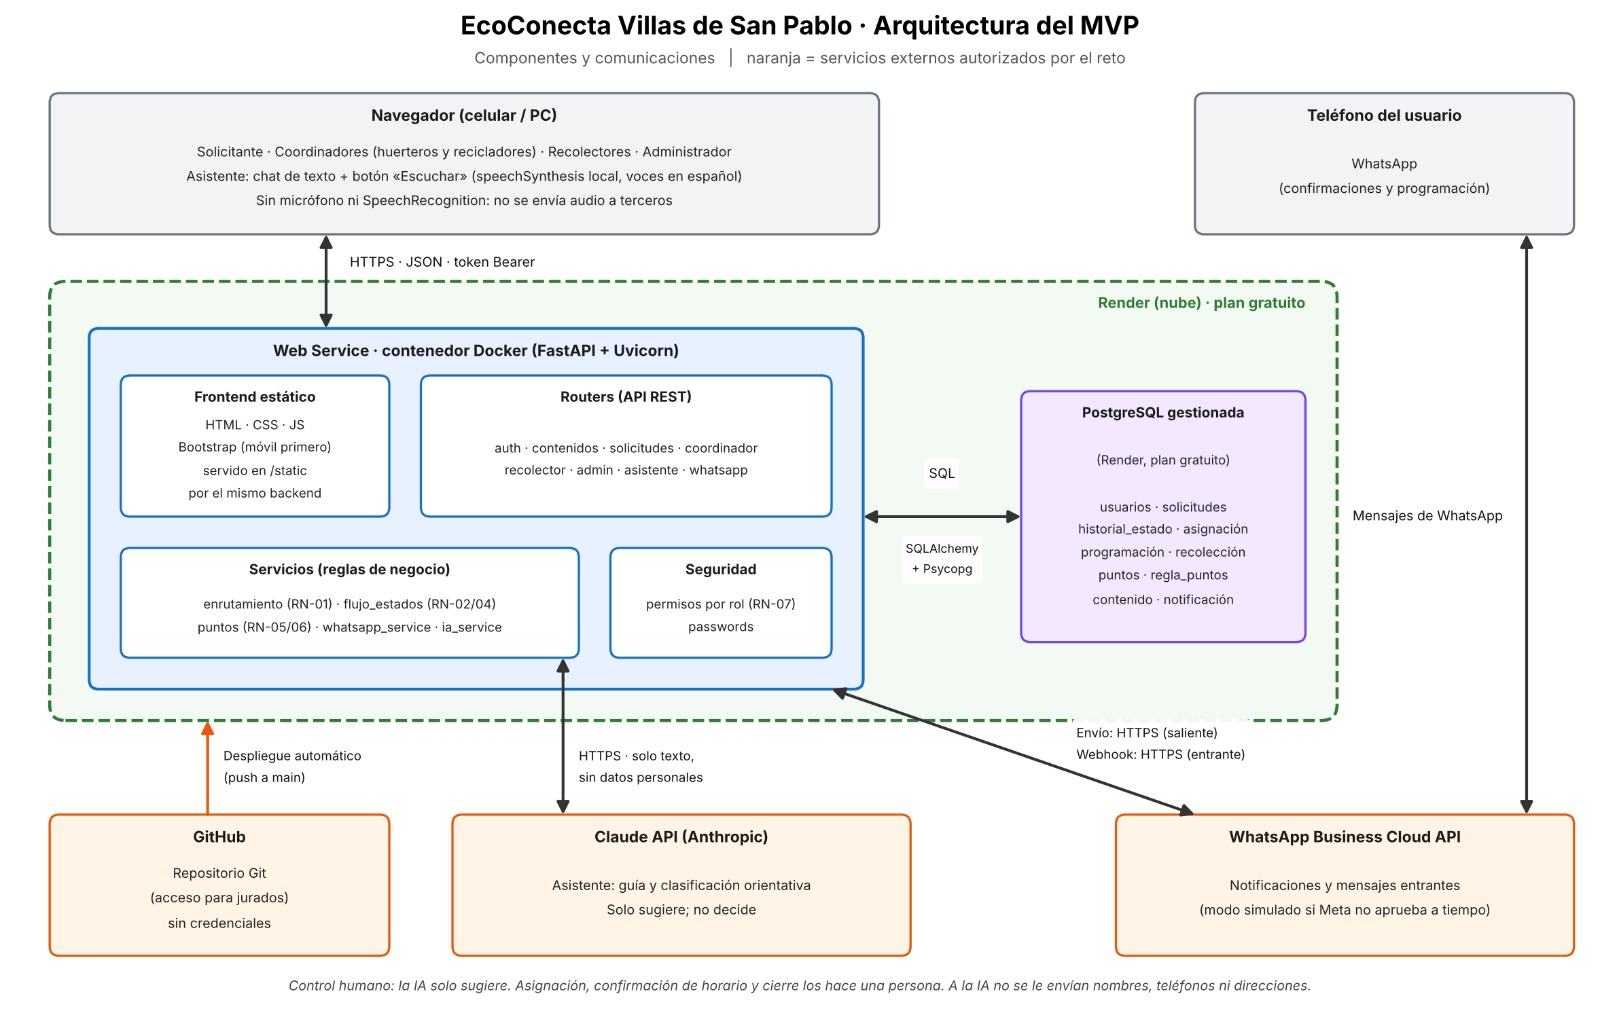 EcoConecta Villas de San Pablo · Arquitectura del MVP
Componentes y comunicaciones | naranja = servicios externos autorizados por el reto
Navegador (celular / PC)
Solicitante · Coordinadores (huerteros y recicladores) · Recolectores · Administrador
Asistente: chat de texto + botón «Escuchar» (speechSynthesis local, voces en español)
Sin micrófono ni SpeechRecognition: no se envía audio a terceros
Teléfono del usuario
WhatsApp
(confirmaciones y programación)
HTTPS · JSON · token Bearer
Render (nube) · plan gratuito
Web Service · contenedor Docker (FastAPI + Uvicorn)
Frontend estático
HTML · CSS · JS
Bootstrap (móvil primero)
servido en /static
por el mismo backend
Routers (API REST)
auth · contenidos · solicitudes · coordinador
recolector · admin · asistente · whatsapp
Servicios (reglas de negocio)
enrutamiento (RN-01) · flujo_estados (RN-02/04)
puntos (RN-05/06) · whatsapp_service · ia_service
Seguridad
permisos por rol (RN-07)
passwords
SQL
SQLAlchemy
+ Psycopg
PostgreSQL gestionada
(Render, plan gratuito)
usuarios · solicitudes
historial_estado · asignación
programación · recolección
puntos · regla_puntos
contenido · notificación
Mensajes de WhatsApp
Despliegue automático
(push a main)
HTTPS · solo texto,
sin datos personales
Envío: HTTPS (saliente)
Webhook: HTTPS (entrante)
GitHub
Repositorio Git
(acceso para jurados)
sin credenciales
Claude API (Anthropic)
Asistente: guía y clasificación orientativa
Solo sugiere; no decide
WhatsApp Business Cloud API
Notificaciones y mensajes entrantes
(modo simulado si Meta no aprueba a tiempo)
Control humano: la IA solo sugiere. Asignación, confirmación de horario y cierre los hace una persona. A la IA no se le envían nombres, teléfonos ni direcciones.